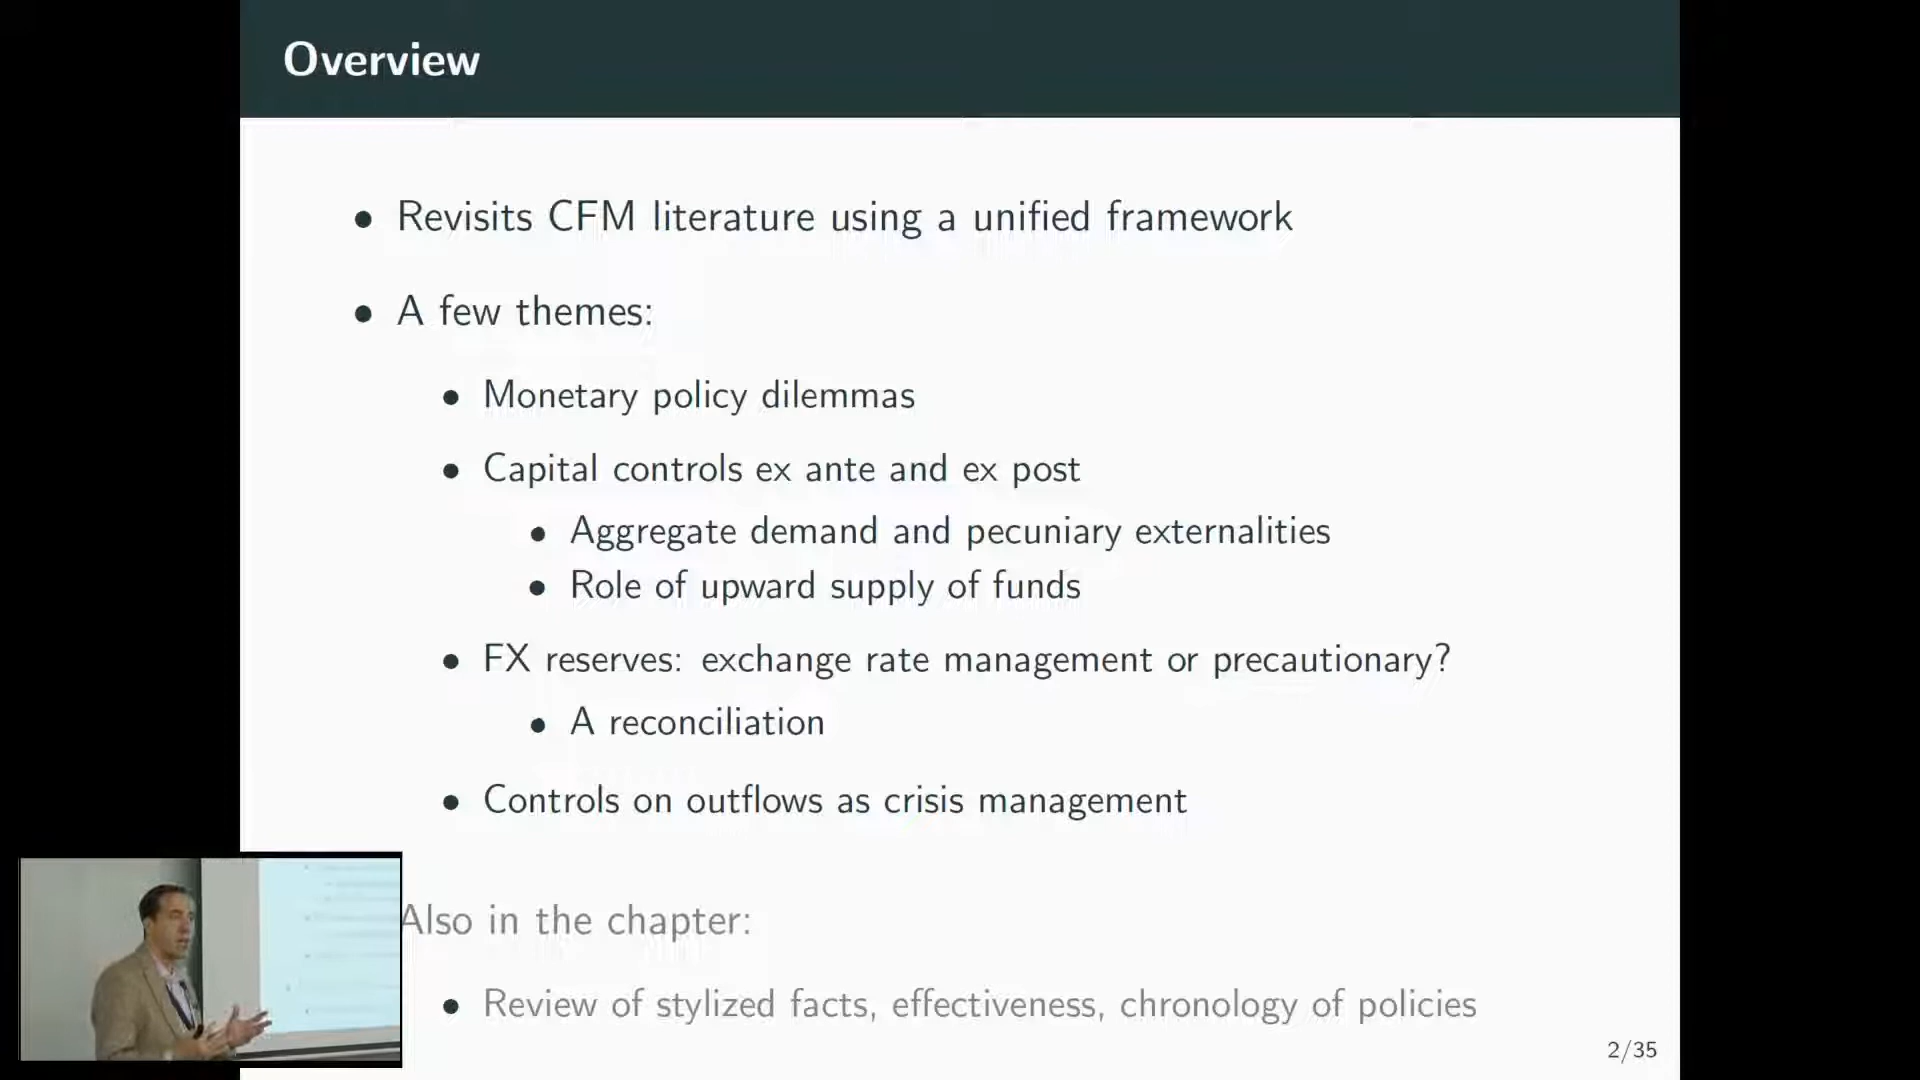 Overview
• Revisits CFM literature using a unified framework
• A few themes:
• Monetary policy dilemmas
• Capital controls ex ante and ex post
• Aggregate demand and pecuniary externalities
• Role of upward supply of funds
• FX reserves: exchange rate management or precautionary?
• A reconciliation
• Controls on outflows as crisis management
Also in the chapter:
• Review of stylized facts, effectiveness, chronology of policies
2/35